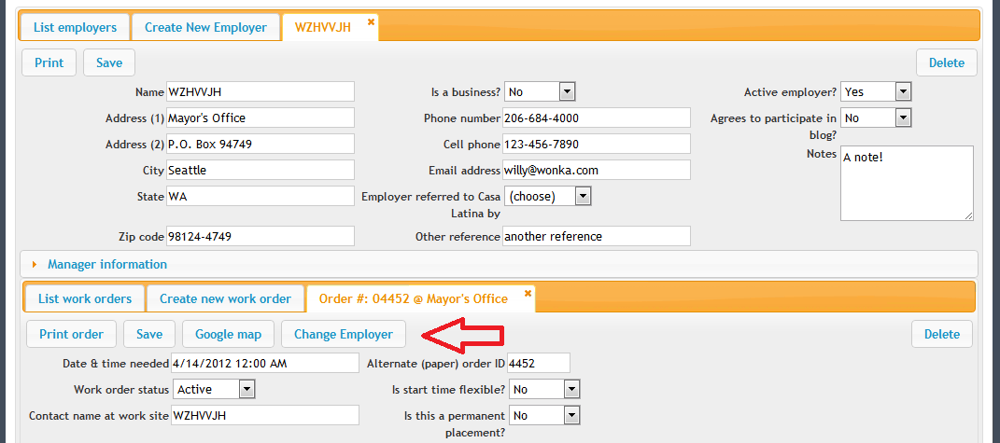 List employers Create New Employer WZHVVJH
Print Save Delete
Name WZHVVJH Is a business? No Active employer? Yes
Address (1) Mayor's Office Phone number 206-684-4000 Agrees to participate in blog? No
Address (2) P.O. Box 94749 Cell phone 123-456-7890 Notes A note!
City Seattle Email address willy@wonka.com
State WA Employer referred to Casa Latina by (choose)
Zip code 98124-4749 Other reference another reference
Manager information
List work orders Create new work order Order #: 04452 @ Mayor's Office
Print order Save Google map Change Employer Delete
Date & time needed 4/14/2012 12:00 AM Alternate (paper) order ID 4452
Work order status Active Is start time flexible? No
Contact name at work site WZHVVJH Is this a permanent placement? No